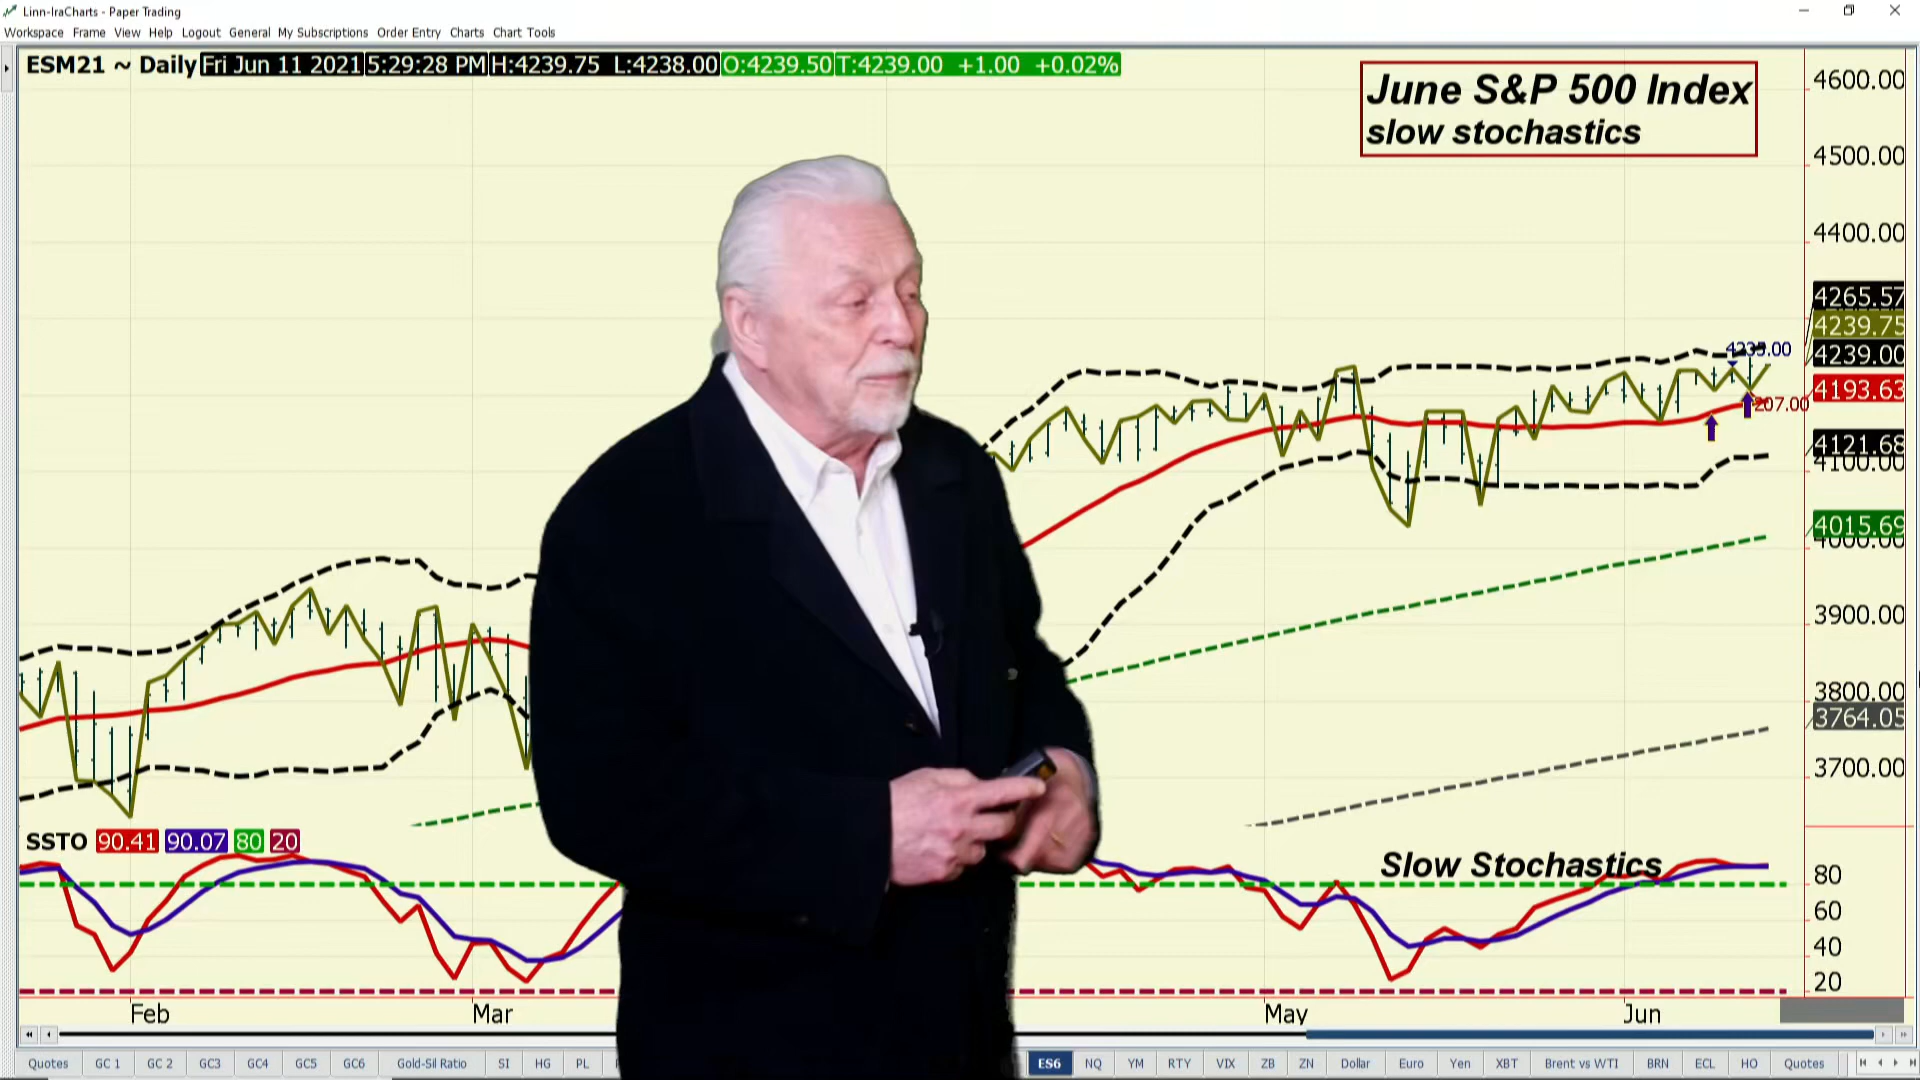 Linn-IraCharts - Paper Trading
Workspace Frame View Help Logout General My Subscriptions Order Entry Charts Chart Tools
ESM21 ~ Daily Fri Jun 11 2021 5:29:28 PM H:4239.75 L:4238.00 O:4239.50 T:4239.00 +1.00 +0.02%
June S&P 500 Index
slow stochastics
4600.00
4500.00
4400.00
4265.57
4239.75
4239.00
4235.00
4193.63
207.00
4121.68
4100.00
4015.69
4000.00
3900.00
3800.00
3764.05
3700.00
SSTO 90.41 90.07 80 20
Slow Stochastics
80
60
40
20
Feb Mar May Jun
Quotes GC 1 GC 2 GC3 GC4 GC5 GC6 Gold-Sil Ratio SI HG PL ES6 NQ YM RTY VIX ZB ZN Dollar Euro Yen XBT Brent vs WTI BRN ECL HO Quotes